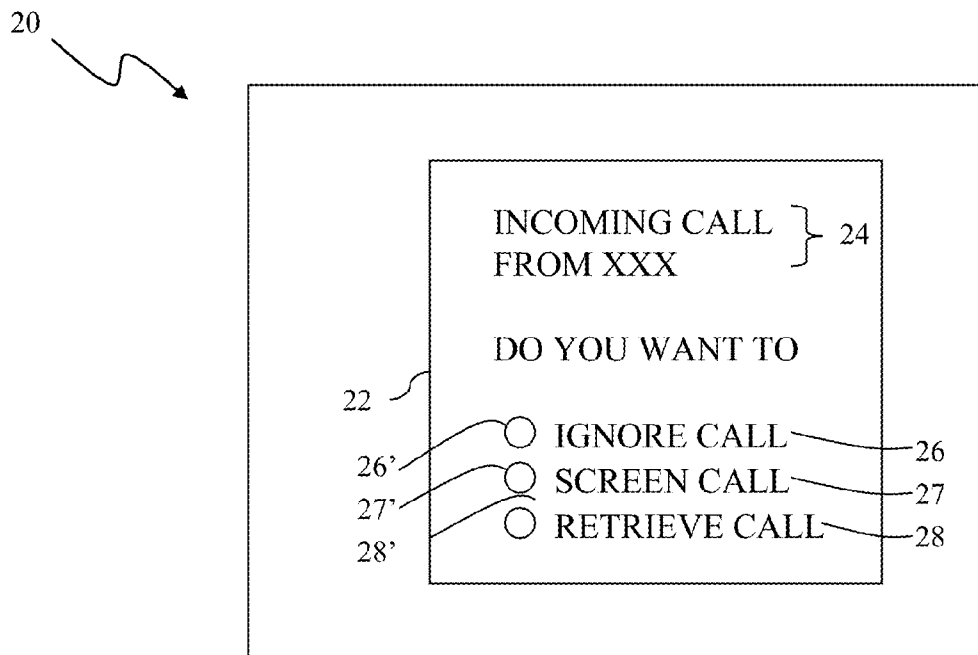 20
INCOMING CALL
FROM XXX
24
DO YOU WANT TO
22
26’ IGNORE CALL 26
27’ SCREEN CALL 27
28’ RETRIEVE CALL 28